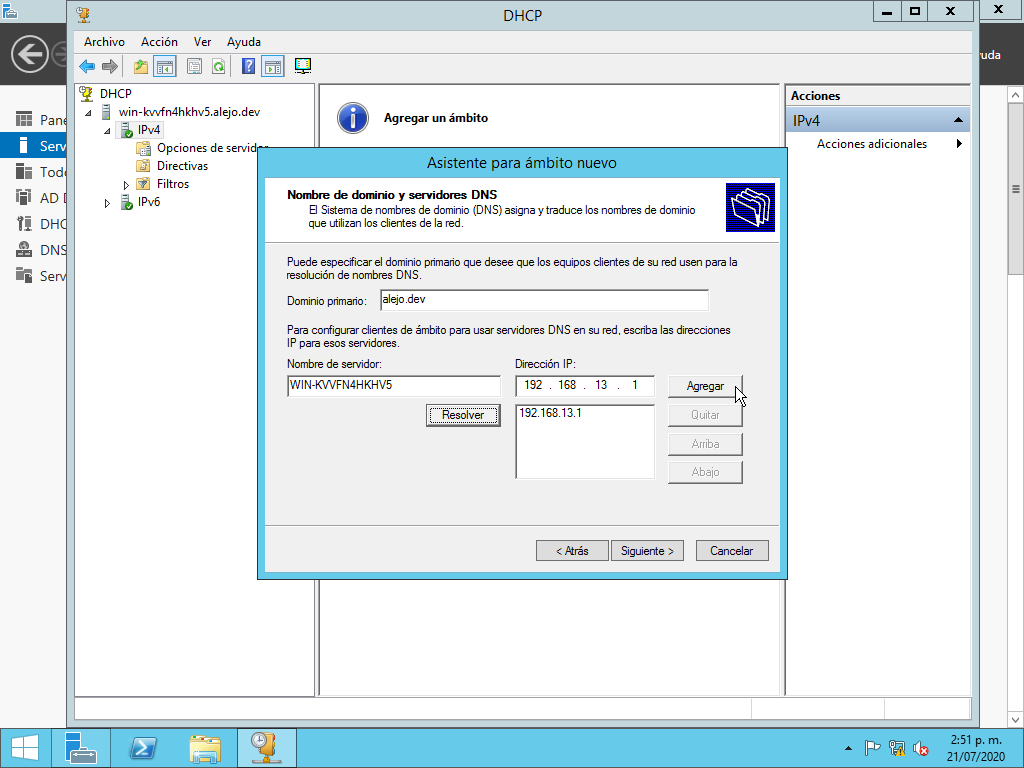 DHCP
Archivo Acción Ver Ayuda
DHCP
win-kvvfn4hkhv5.alejo.dev
IPv4
Opciones de servidor
Directivas
Filtros
IPv6
Agregar un ámbito
Acciones
IPv4
Acciones adicionales
Asistente para ámbito nuevo
Nombre de dominio y servidores DNS
El Sistema de nombres de dominio (DNS) asigna y traduce los nombres de dominio
que utilizan los clientes de la red.
Puede especificar el dominio primario que desee que los equipos clientes de su red usen para la
resolución de nombres DNS.
Dominio primario: alejo.dev
Para configurar clientes de ámbito para usar servidores DNS en su red, escriba las direcciones
IP para esos servidores.
Nombre de servidor: Dirección IP:
WIN-KVVFN4HKHV5 192 . 168 . 13 . 1 Agregar
Resolver 192.168.13.1 Quitar
Arriba
Abajo
< Atrás Siguiente > Cancelar
Pane
Serv
Todo
AD D
DHC
DNS
Serv
uda
2:51 p. m.
21/07/2020